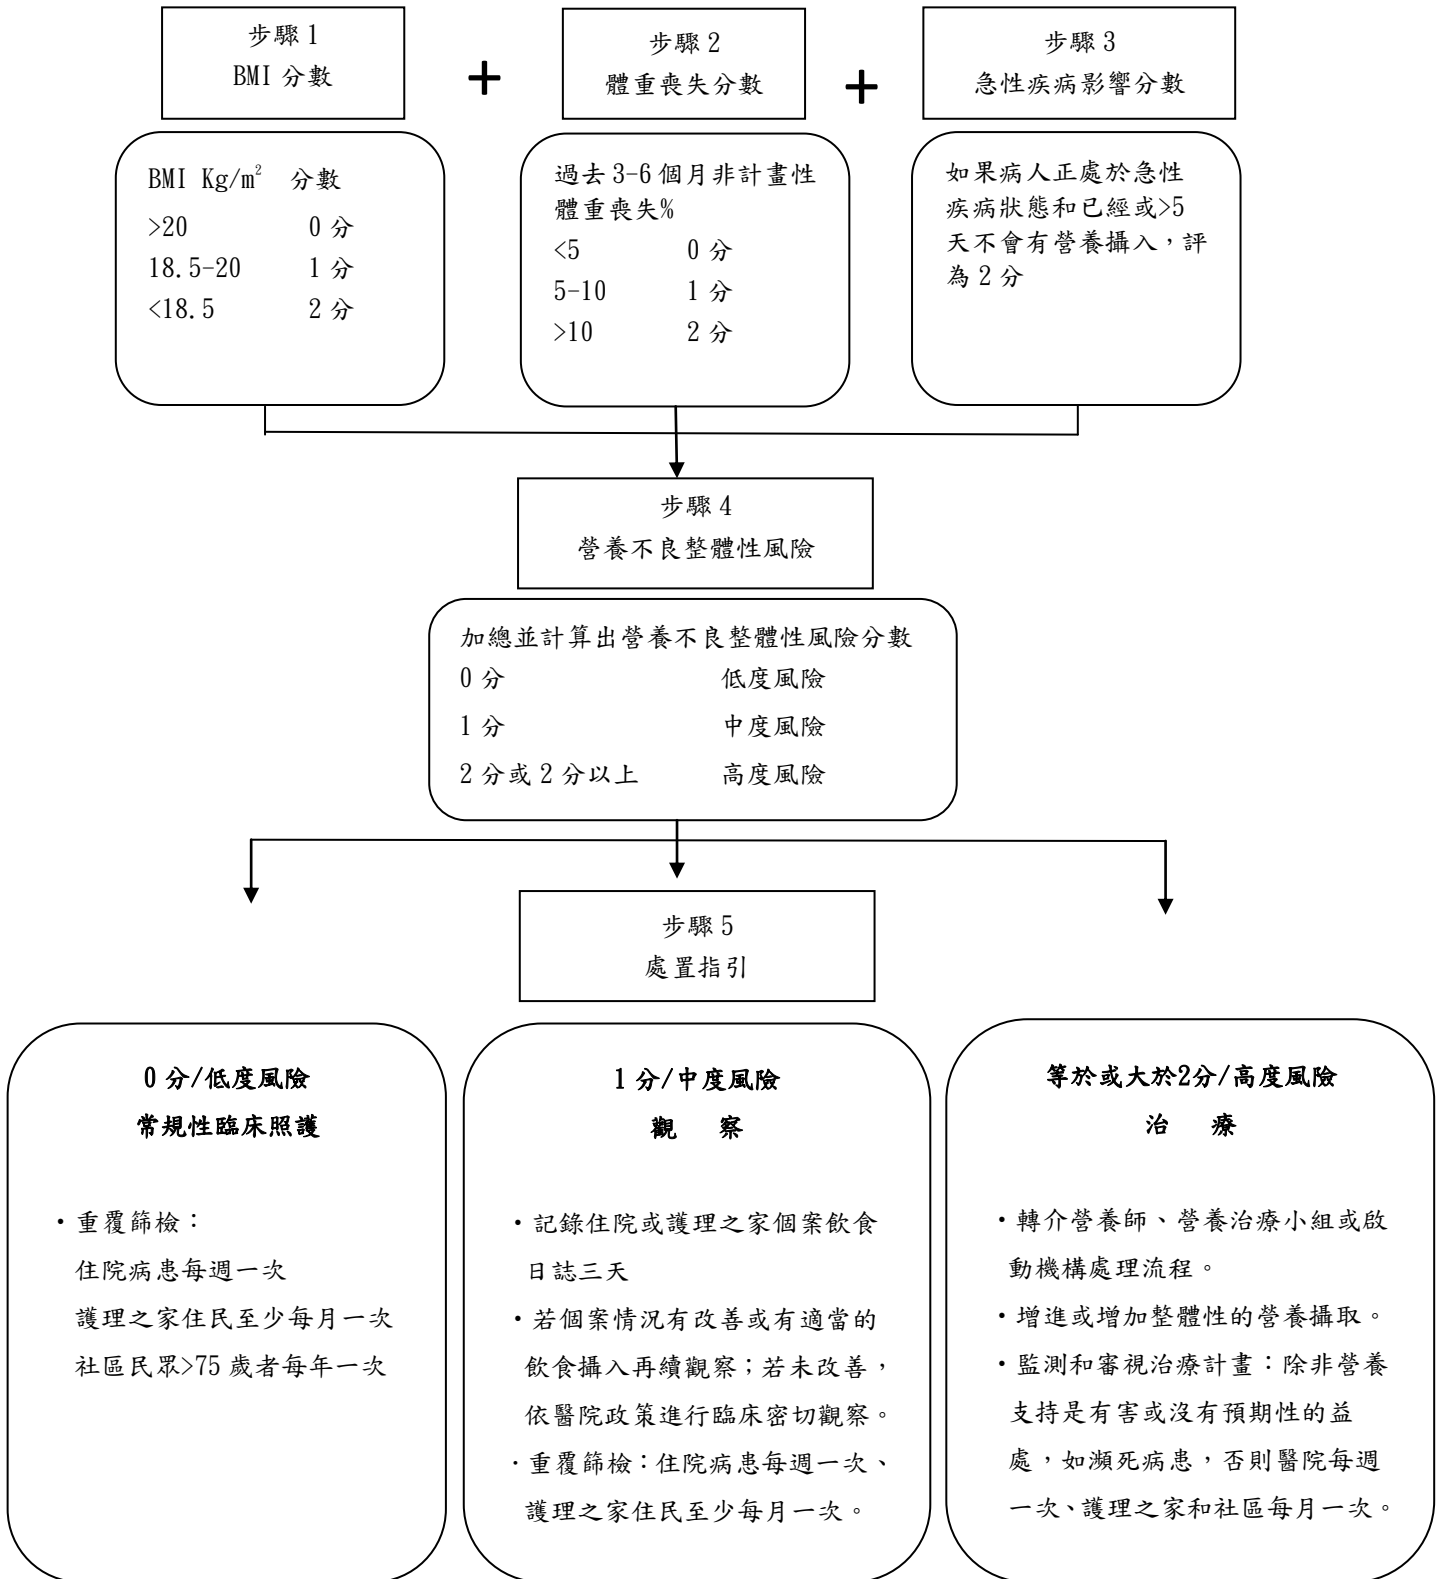 步驟 1
BMI 分數
+
步驟 2
體重喪失分數
+
步驟 3
急性疾病影響分數
BMI Kg/m² 分數
>20 0 分
18.5-20 1 分
<18.5 2 分
過去 3-6 個月非計畫性
體重喪失%
<5 0 分
5-10 1 分
>10 2 分
如果病人正處於急性
疾病狀態和已經或>5
天不會有營養攝入，評
為 2 分
步驟 4
營養不良整體性風險
加總並計算出營養不良整體性風險分數
0 分 低度風險
1 分 中度風險
2 分或 2 分以上 高度風險
步驟 5
處置指引
0 分/低度風險
常規性臨床照護
・重覆篩檢：
住院病患每週一次
護理之家住民至少每月一次
社區民眾>75 歲者每年一次
1 分/中度風險
觀 察
・記錄住院或護理之家個案飲食
日誌三天
・若個案情況有改善或有適當的
飲食攝入再續觀察；若未改善，
依醫院政策進行臨床密切觀察。
・重覆篩檢：住院病患每週一次、
護理之家住民至少每月一次。
等於或大於2分/高度風險
治 療
・轉介營養師、營養治療小組或啟
動機構處理流程。
・增進或增加整體性的營養攝取。
・監測和審視治療計畫：除非營養
支持是有害或沒有預期性的益
處，如瀕死病患，否則醫院每週
一次、護理之家和社區每月一次。